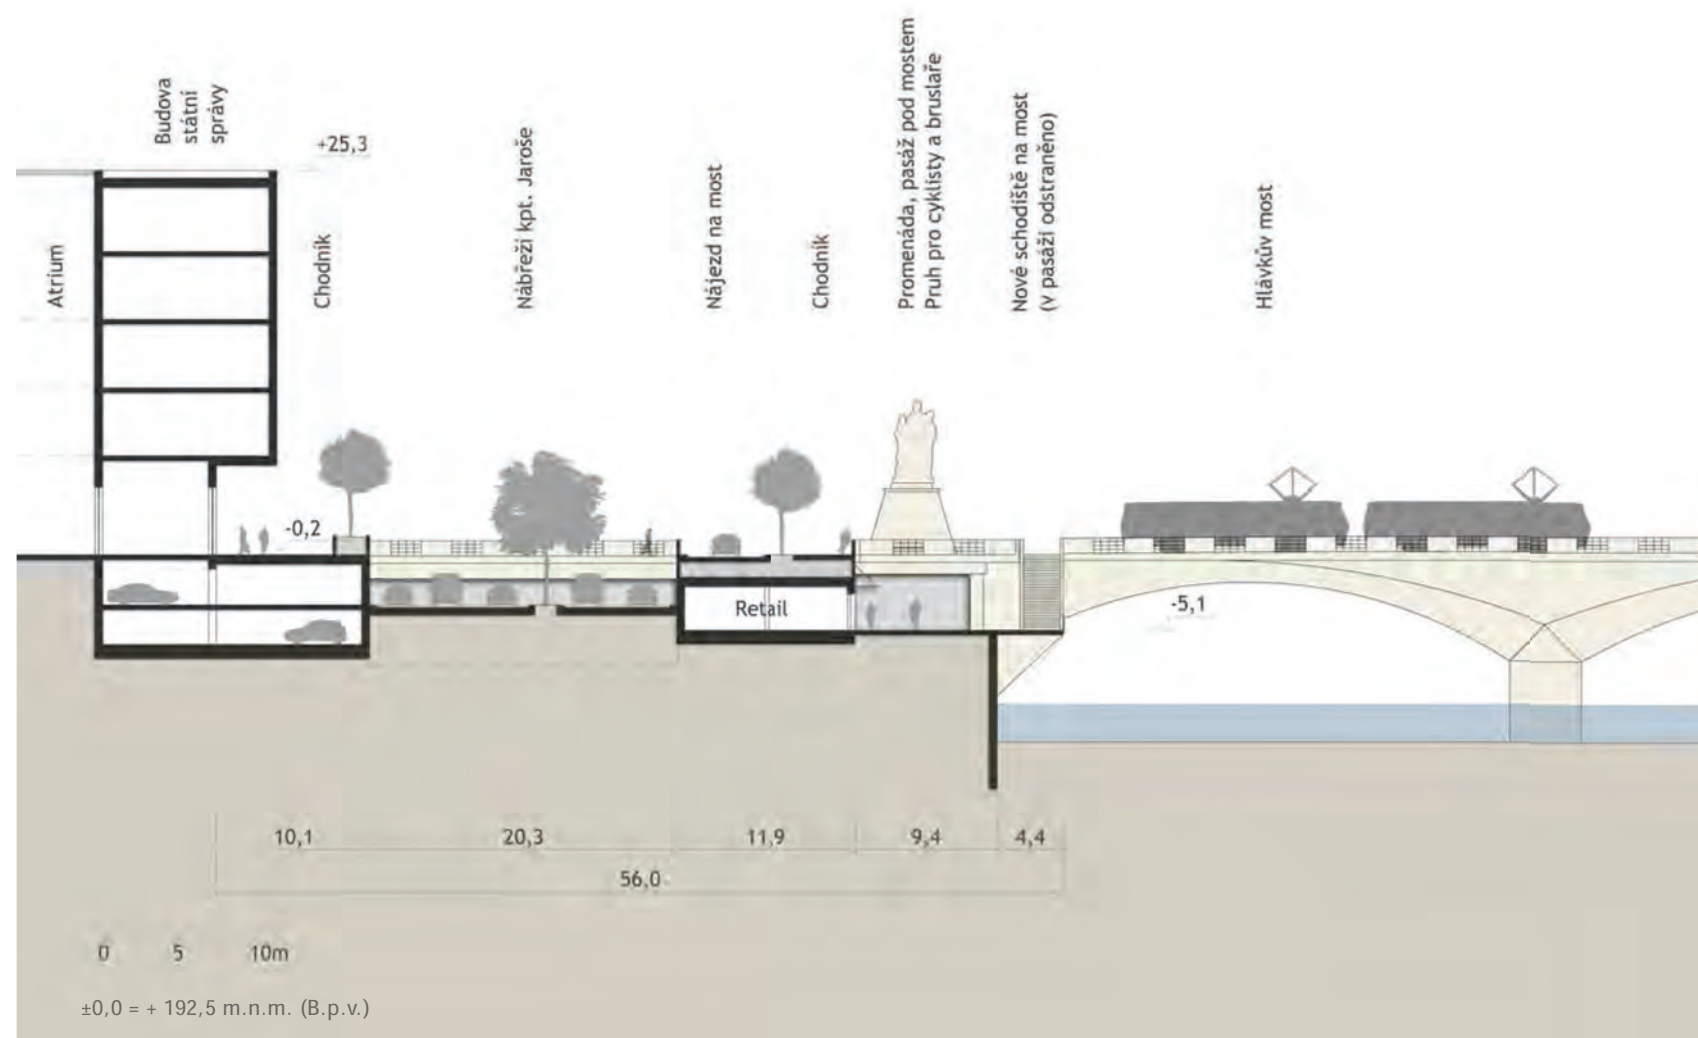 Atrium
Budova
státní
správy
+25,3
Chodník
Nábřeží kpt. Jaroše
Nájezd na most
Chodník
Promenáda, pasáž pod mostem
Pruh pro cyklisty a bruslaře
Nové schodiště na most
(v pasáži odstraněno)
Hlávkův most
-0,2
Retail
-5,1
10,1 20,3 11,9 9,4 4,4
56,0
0 5 10m
±0,0 = + 192,5 m.n.m. (B.p.v.)